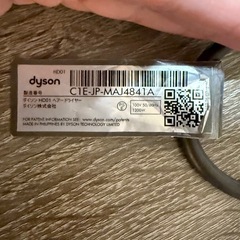 HD01
dyson
製造番号
C1E-JP-MAJ4841A
ダイソン HD01 ヘアードライヤー
ダイソン株式会社
100V 50/60Hz
1200W
FOR PATENT INFORMATION SEE: www.dyson.com/patents
MADE IN PHILIPPINES BY DYSON TECHNOLOGY LIMITED